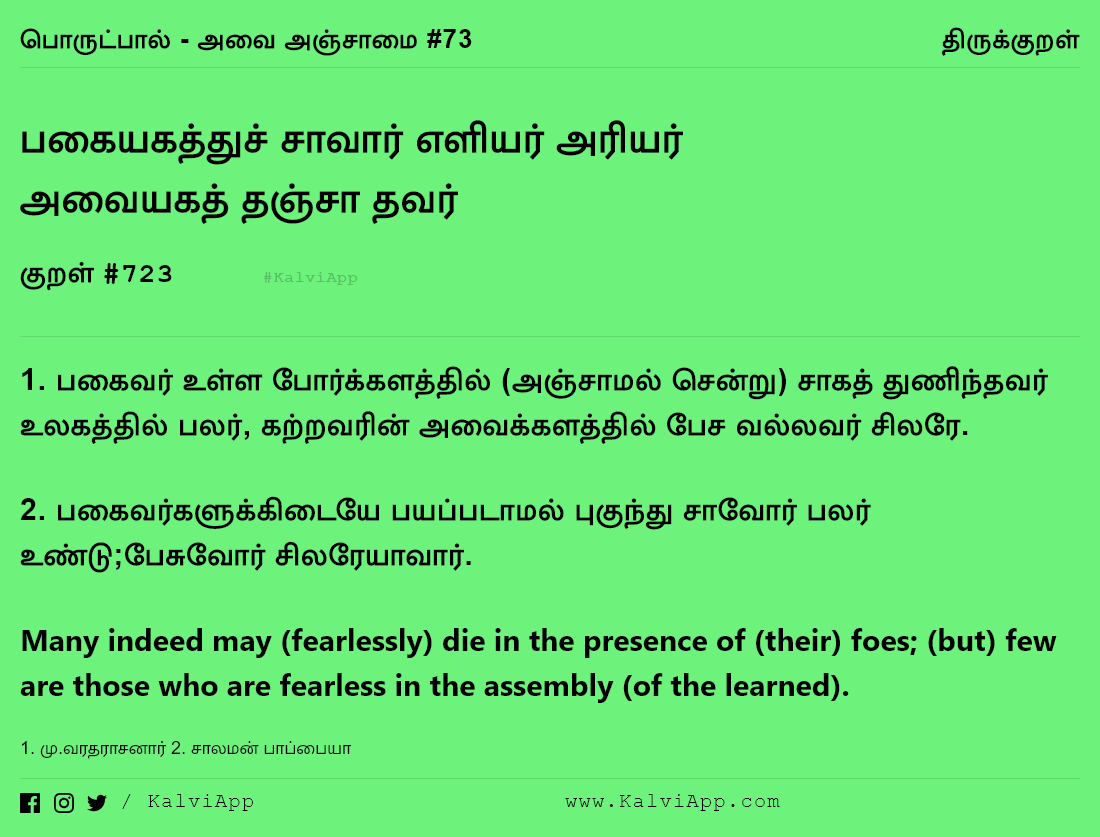 பொருட்பால் - அவை அஞ்சாமை #73 திருக்குறள்
பகையகத்துச் சாவார் எளியர் அரியர்
அவையகத் தஞ்சா தவர்
குறள் #723 #KalviApp
1. பகைவர் உள்ள போர்க்களத்தில் (அஞ்சாமல் சென்று) சாகத் துணிந்தவர்
உலகத்தில் பலர், கற்றவரின் அவைக்களத்தில் பேச வல்லவர் சிலரே.
2. பகைவர்களுக்கிடையே பயப்படாமல் புகுந்து சாவோர் பலர்
உண்டு;பேசுவோர் சிலரேயாவார்.
Many indeed may (fearlessly) die in the presence of (their) foes; (but) few
are those who are fearless in the assembly (of the learned).
1. மு.வரதராசனார் 2. சாலமன் பாப்பையா
/ KalviApp www.KalviApp.com